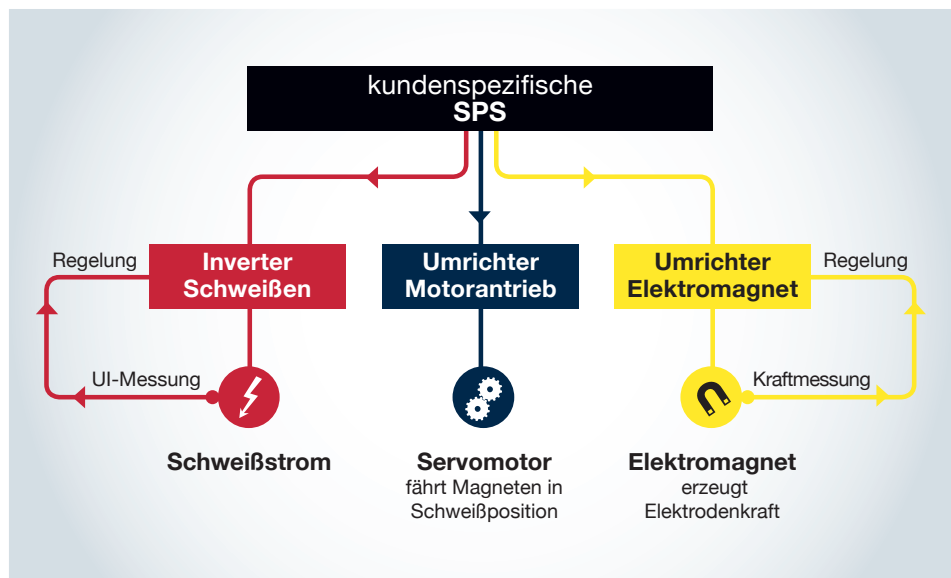 kundenspezifische
SPS
Regelung
Inverter
Schweißen
Umrichter
Motorantrieb
Umrichter
Elektromagnet
Regelung
UI-Messung
Kraftmessung
Schweißstrom
Servomotor
fährt Magneten in
Schweißposition
Elektromagnet
erzeugt
Elektrodenkraft